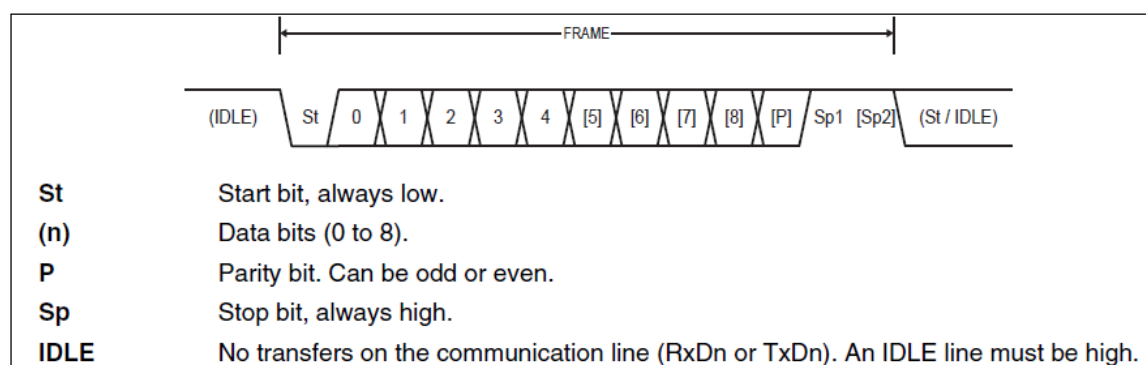 FRAME
(IDLE) St 0 1 2 3 4 [5] [6] [7] [8] [P] Sp1 [Sp2] (St / IDLE)
St Start bit, always low.
(n) Data bits (0 to 8).
P Parity bit. Can be odd or even.
Sp Stop bit, always high.
IDLE No transfers on the communication line (RxDn or TxDn). An IDLE line must be high.